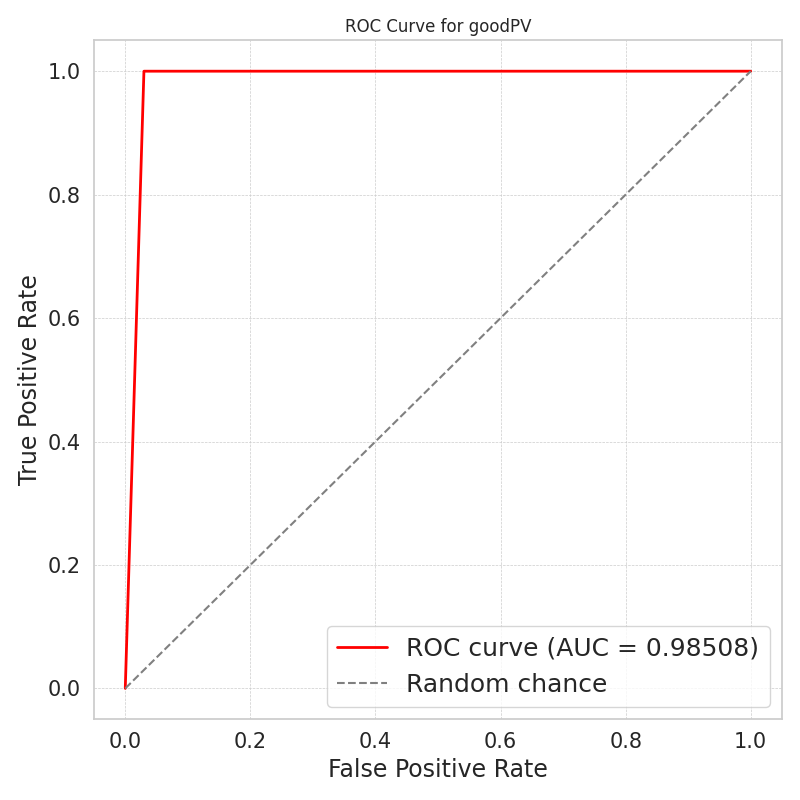 ROC Curve for goodPV
1.0
0.8
0.6
0.4
0.2
0.0
True Positive Rate
ROC curve (AUC = 0.98508)
Random chance
0.0 0.2 0.4 0.6 0.8 1.0
False Positive Rate